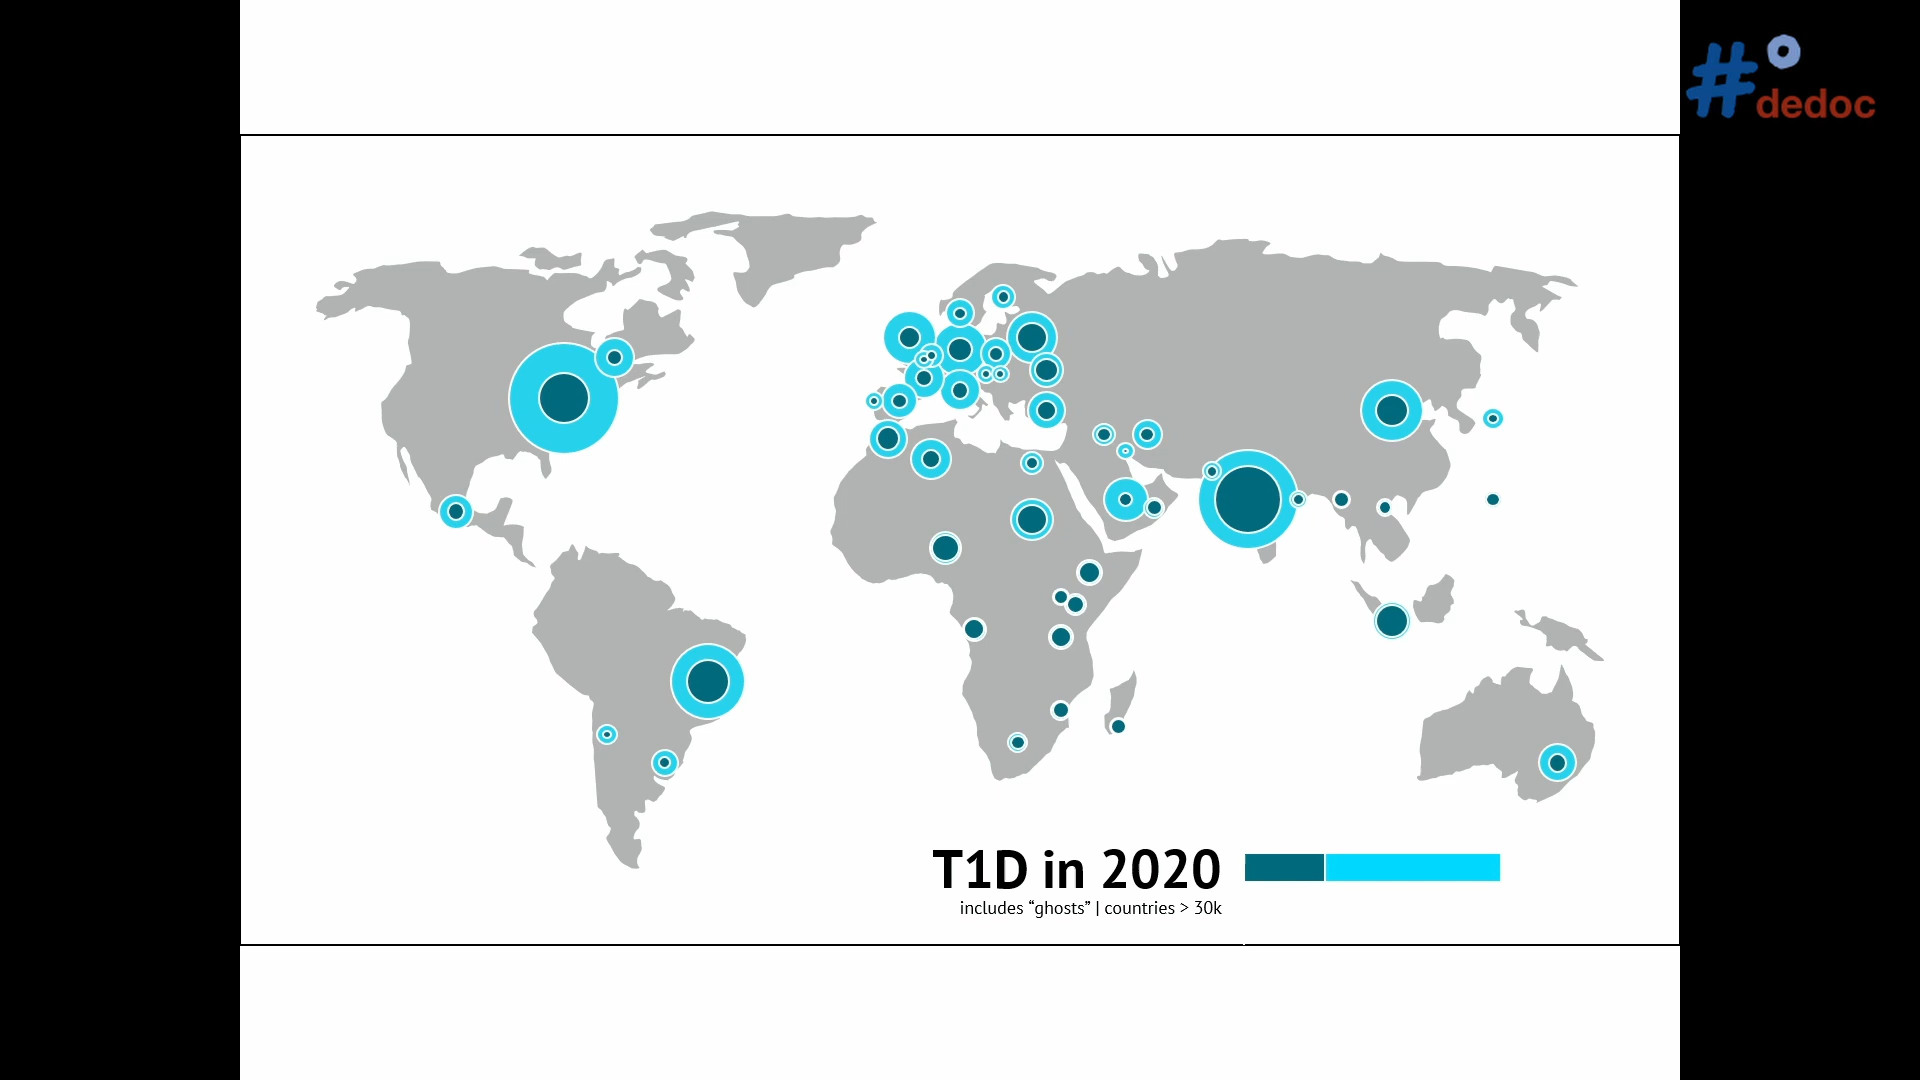 #dedoc°
T1D in 2020
includes “ghosts” | countries > 30k